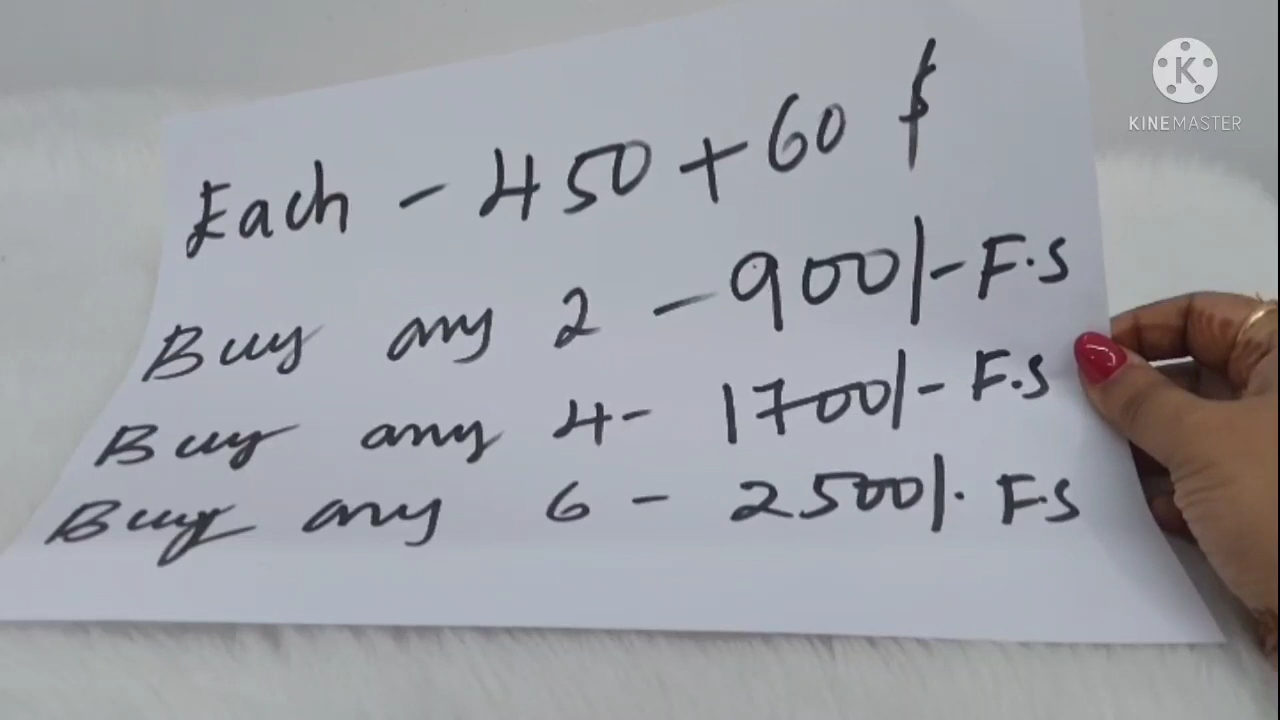 Each - 450 + 60 $
Buy any 2 - 900/- F.S
Buy any 4 - 1700/- F.S
Buy any 6 - 2500/. F.S
KINEMASTER